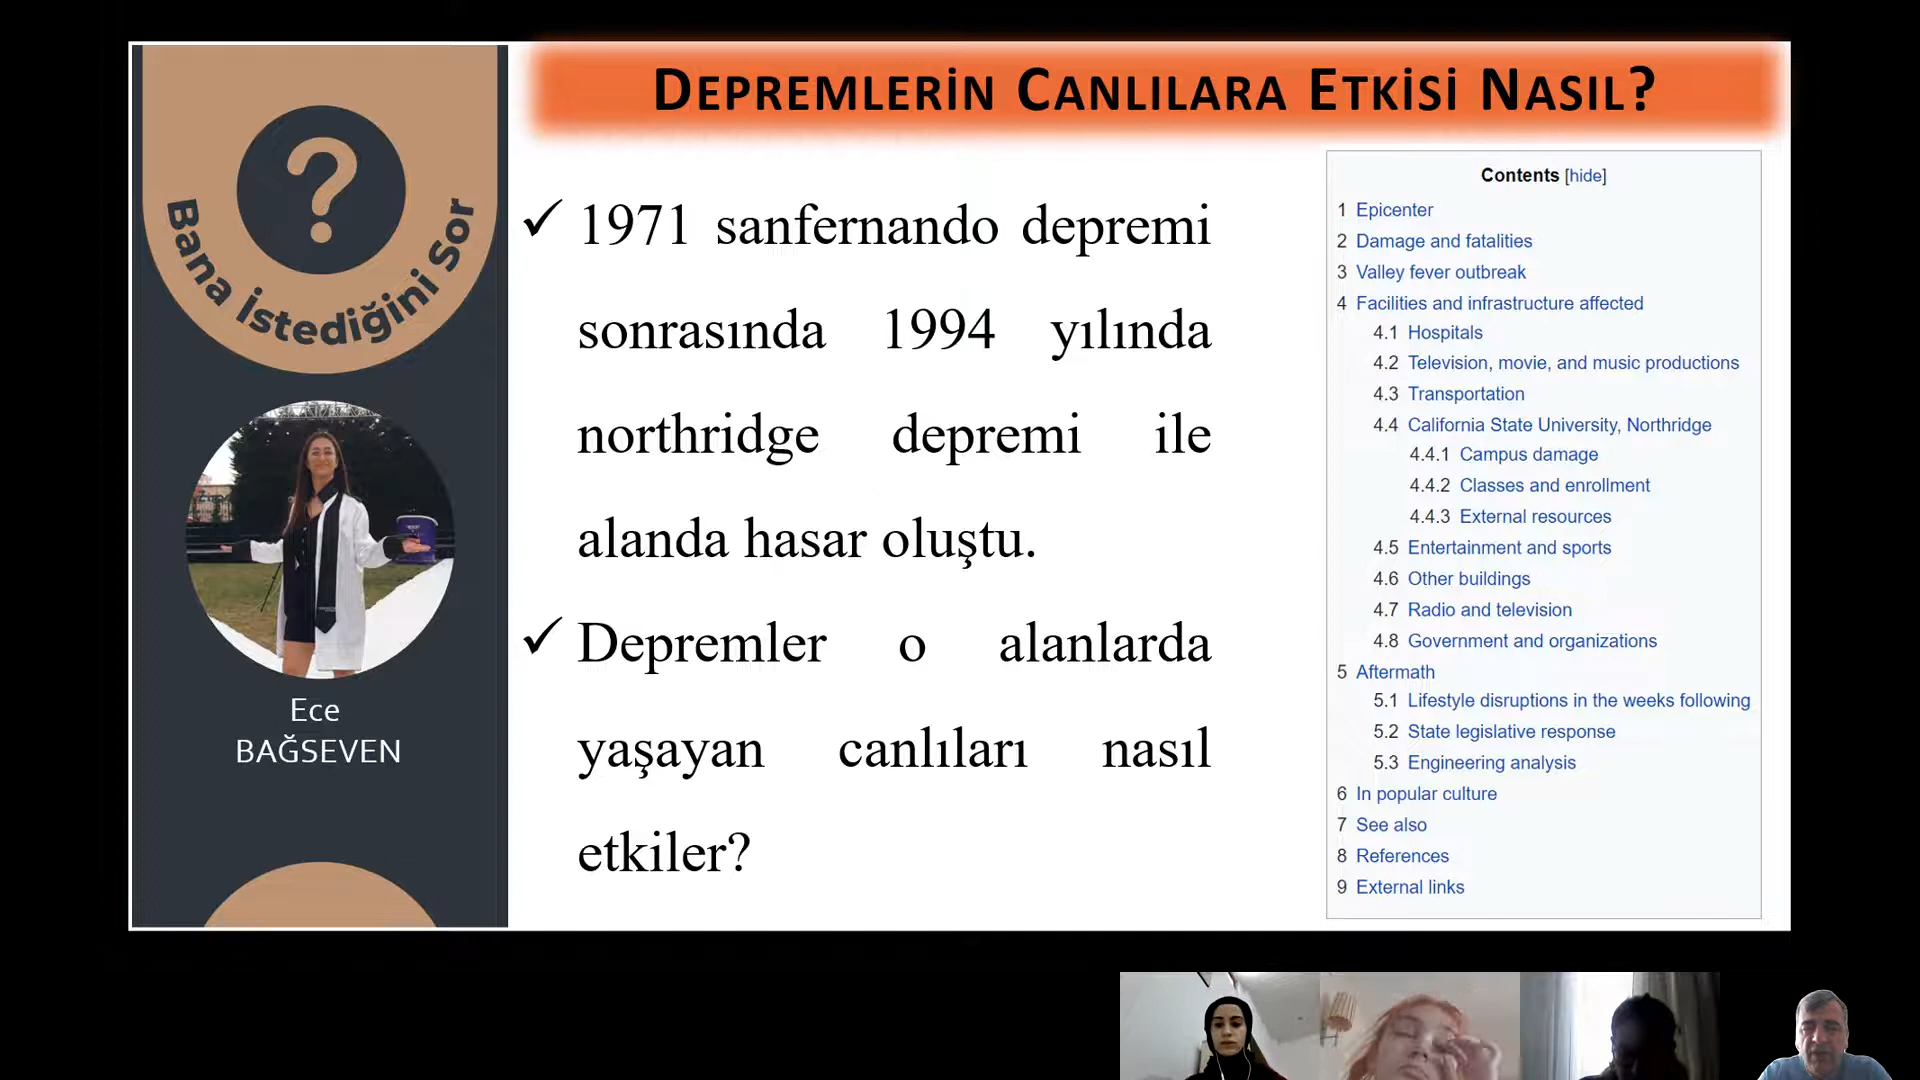 DEPREMLERİN CANLILARA ETKİSİ NASIL?
Bana İstediğini Sor
Ece
BAĞSEVEN
✓ 1971 sanfernando depremi
sonrasında 1994 yılında
northridge depremi ile
alanda hasar oluştu.
✓ Depremler o alanlarda
yaşayan canlıları nasıl
etkiler?
Contents [hide]
1 Epicenter
2 Damage and fatalities
3 Valley fever outbreak
4 Facilities and infrastructure affected
4.1 Hospitals
4.2 Television, movie, and music productions
4.3 Transportation
4.4 California State University, Northridge
4.4.1 Campus damage
4.4.2 Classes and enrollment
4.4.3 External resources
4.5 Entertainment and sports
4.6 Other buildings
4.7 Radio and television
4.8 Government and organizations
5 Aftermath
5.1 Lifestyle disruptions in the weeks following
5.2 State legislative response
5.3 Engineering analysis
6 In popular culture
7 See also
8 References
9 External links